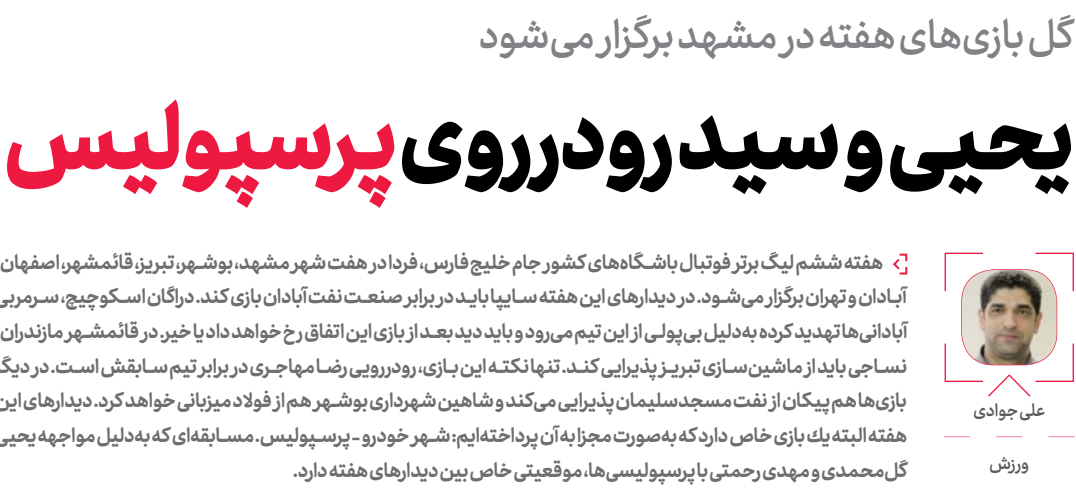 گل بازی‌های هفته در مشهد برگزار می‌شود
یحیی و سید رودرروی پرسپولیس
هفته ششم لیگ برتر فوتبال باشگاه‌های کشور جام خلیج فارس، فردا در هفت شهر مشهد، بوشهر، تبریز، قائمشهر، اصفهان
آبادان و تهران برگزار می‌شود. در دیدارهای این هفته سایپا باید در برابر صنعت نفت آبادان بازی کند. دراگان اسکوچیچ، سرمربی
آبادانی‌ها تهدید کرده به‌دلیل بی‌پولی از این تیم می‌رود و باید دید بعد از بازی این اتفاق رخ خواهد داد یا خیر. در قائمشهر مازندران
نساجی باید از ماشین سازی تبریز پذیرایی کند. تنها نکته این بازی، رودررویی رضا مهاجری در برابر تیم سابقش است. در دیگ
بازی‌ها هم پیکان از نفت مسجدسلیمان پذیرایی می‌کند و شاهین شهرداری بوشهر هم از فولاد میزبانی خواهد کرد. دیدارهای این
هفته البته یك بازی خاص دارد که به‌صورت مجزا به آن پرداخته‌ایم: شهر خودرو - پرسپولیس. مسابقه‌ای که به‌دلیل مواجهه یحیی
گل‌محمدی و مهدی رحمتی با پرسپولیسی‌ها، موقعیتی خاص بین دیدارهای هفته دارد.
علی جوادی
ورزش